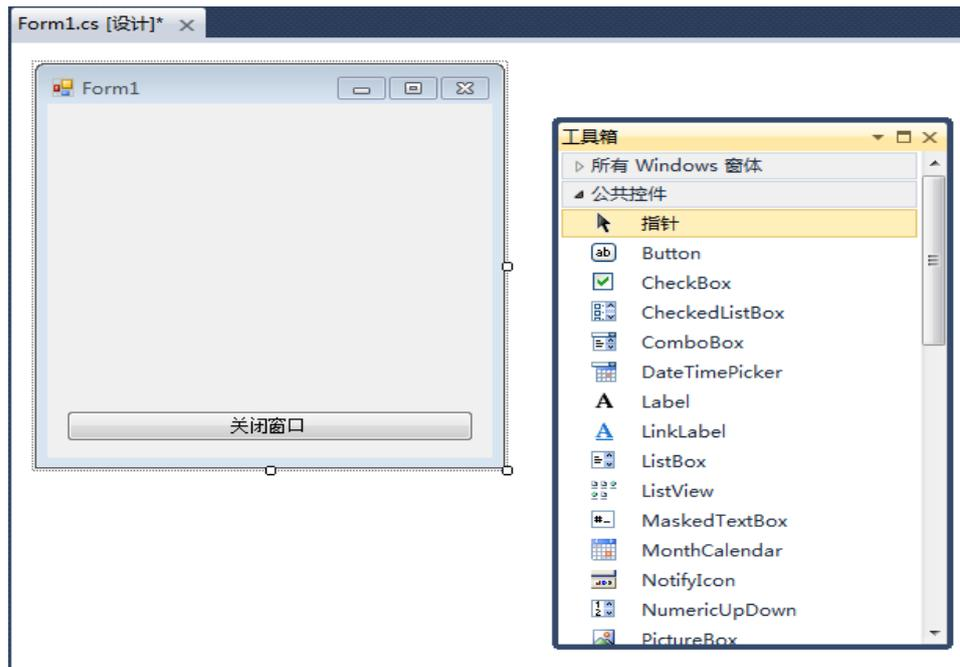 Form1.cs [设计]*
Form1
关闭窗口
工具箱
所有 Windows 窗体
公共控件
指针
Button
CheckBox
CheckedListBox
ComboBox
DateTimePicker
Label
LinkLabel
ListBox
ListView
MaskedTextBox
MonthCalendar
NotifyIcon
NumericUpDown
PictureBox